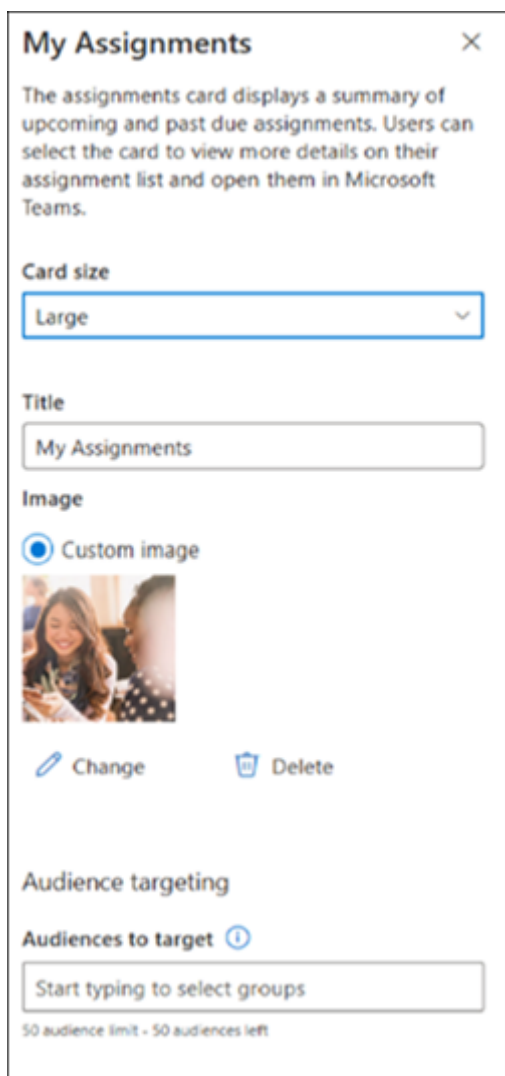 My Assignments
The assignments card displays a summary of
upcoming and past due assignments. Users can
select the card to view more details on their
assignment list and open them in Microsoft
Teams.
Card size
Large
Title
My Assignments
Image
Custom image
Change
Delete
Audience targeting
Audiences to target
Start typing to select groups
50 audience limit - 50 audiences left